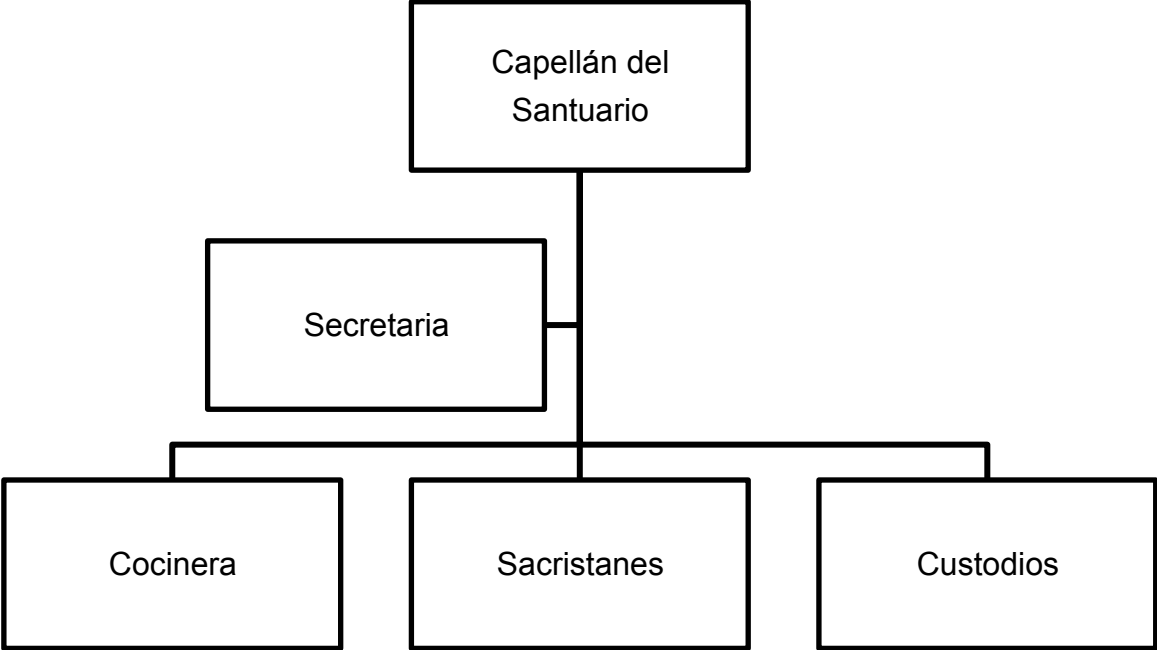 Capellán del
Santuario
Secretaria
Cocinera
Sacristanes
Custodios